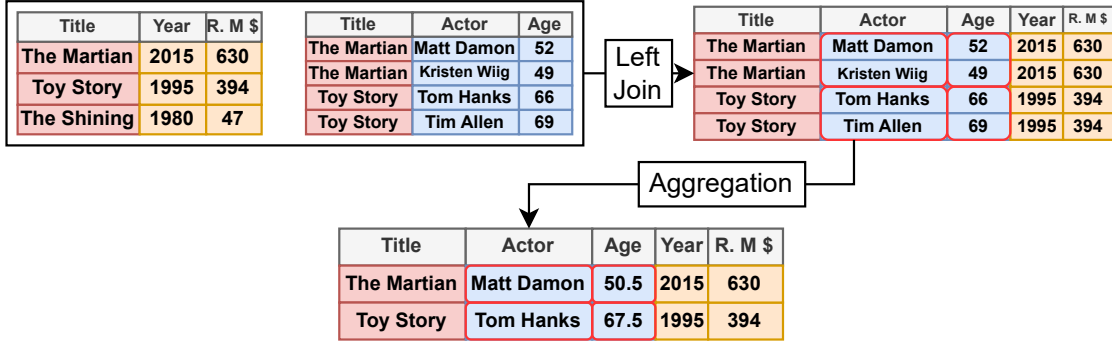 Title Year R. M $
The Martian 2015 630
Toy Story 1995 394
The Shining 1980 47
Title Actor Age
The Martian Matt Damon 52
The Martian Kristen Wiig 49
Toy Story Tom Hanks 66
Toy Story Tim Allen 69
Left
Join
Title Actor Age Year R. M $
The Martian Matt Damon 52 2015 630
The Martian Kristen Wiig 49 2015 630
Toy Story Tom Hanks 66 1995 394
Toy Story Tim Allen 69 1995 394
Aggregation
Title Actor Age Year R. M $
The Martian Matt Damon 50.5 2015 630
Toy Story Tom Hanks 67.5 1995 394